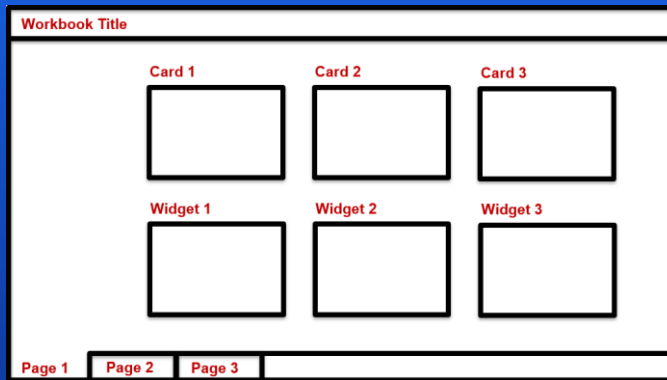 Workbook Title
Card 1 Card 2 Card 3
Widget 1 Widget 2 Widget 3
Page 1 Page 2 Page 3